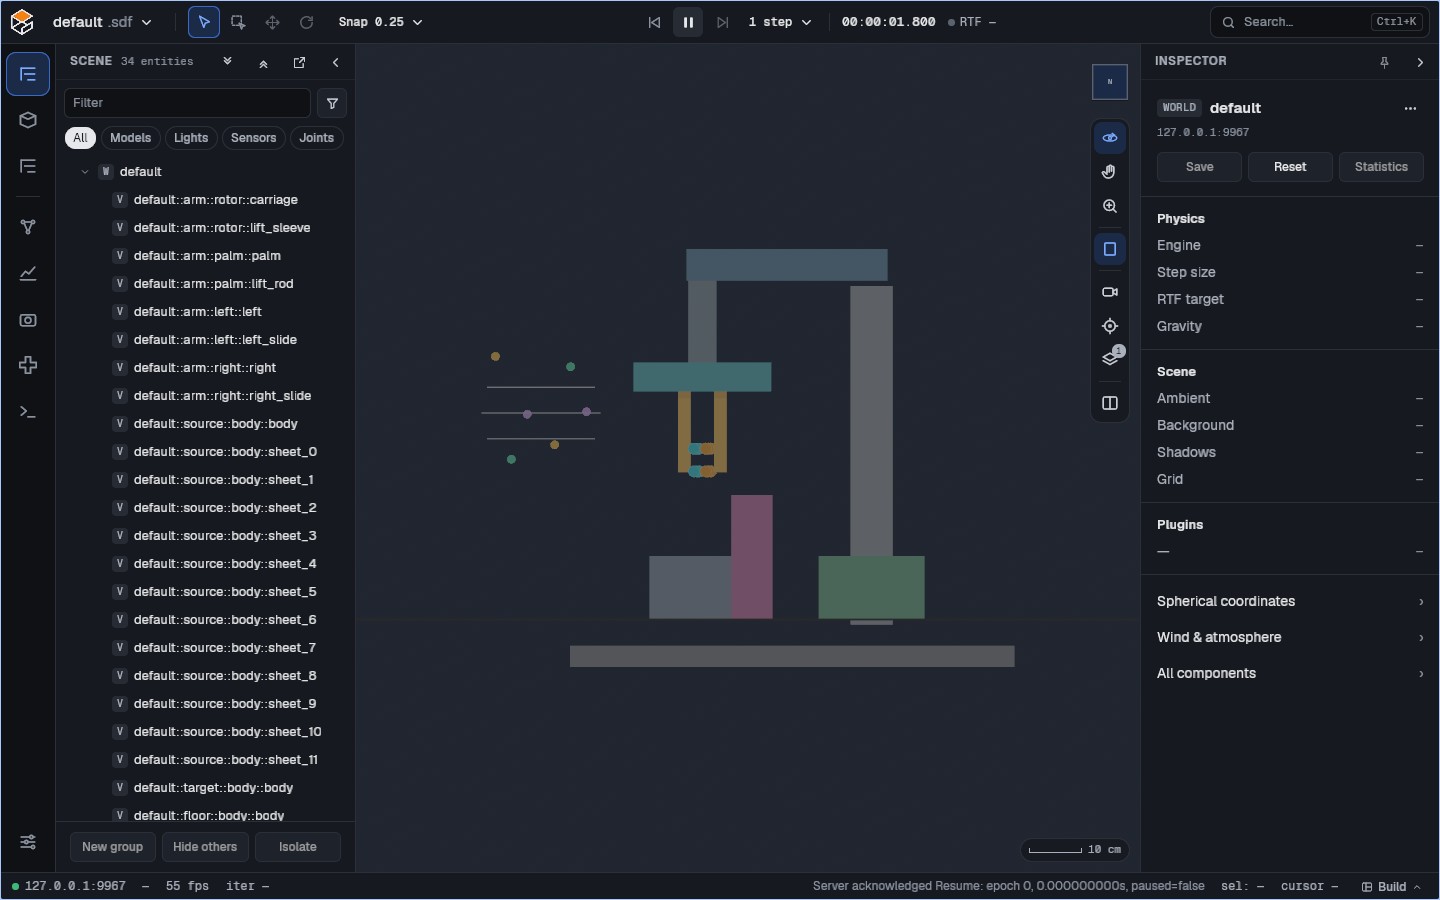 default .sdf
Snap 0.25
1 step
00:00:01.800
RTF –
Search...
Ctrl+K
SCENE 34 entities
Filter
All
Models
Lights
Sensors
Joints
W default
V default::arm::rotor::carriage
V default::arm::rotor::lift_sleeve
V default::arm::palm::palm
V default::arm::palm::lift_rod
V default::arm::left::left
V default::arm::left::left_slide
V default::arm::right::right
V default::arm::right::right_slide
V default::source::body::body
V default::source::body::sheet_0
V default::source::body::sheet_1
V default::source::body::sheet_2
V default::source::body::sheet_3
V default::source::body::sheet_4
V default::source::body::sheet_5
V default::source::body::sheet_6
V default::source::body::sheet_7
V default::source::body::sheet_8
V default::source::body::sheet_9
V default::source::body::sheet_10
V default::source::body::sheet_11
V default::target::body::body
V default::floor::body::body
New group
Hide others
Isolate
N
1
10 cm
INSPECTOR
WORLD default
127.0.0.1:9967
Save
Reset
Statistics
Physics
Engine –
Step size –
RTF target –
Gravity –
Scene
Ambient –
Background –
Shadows –
Grid –
Plugins
— –
Spherical coordinates
Wind & atmosphere
All components
127.0.0.1:9967 – 55 fps iter –
Server acknowledged Resume: epoch 0, 0.000000000s, paused=false sel: – cursor – Build